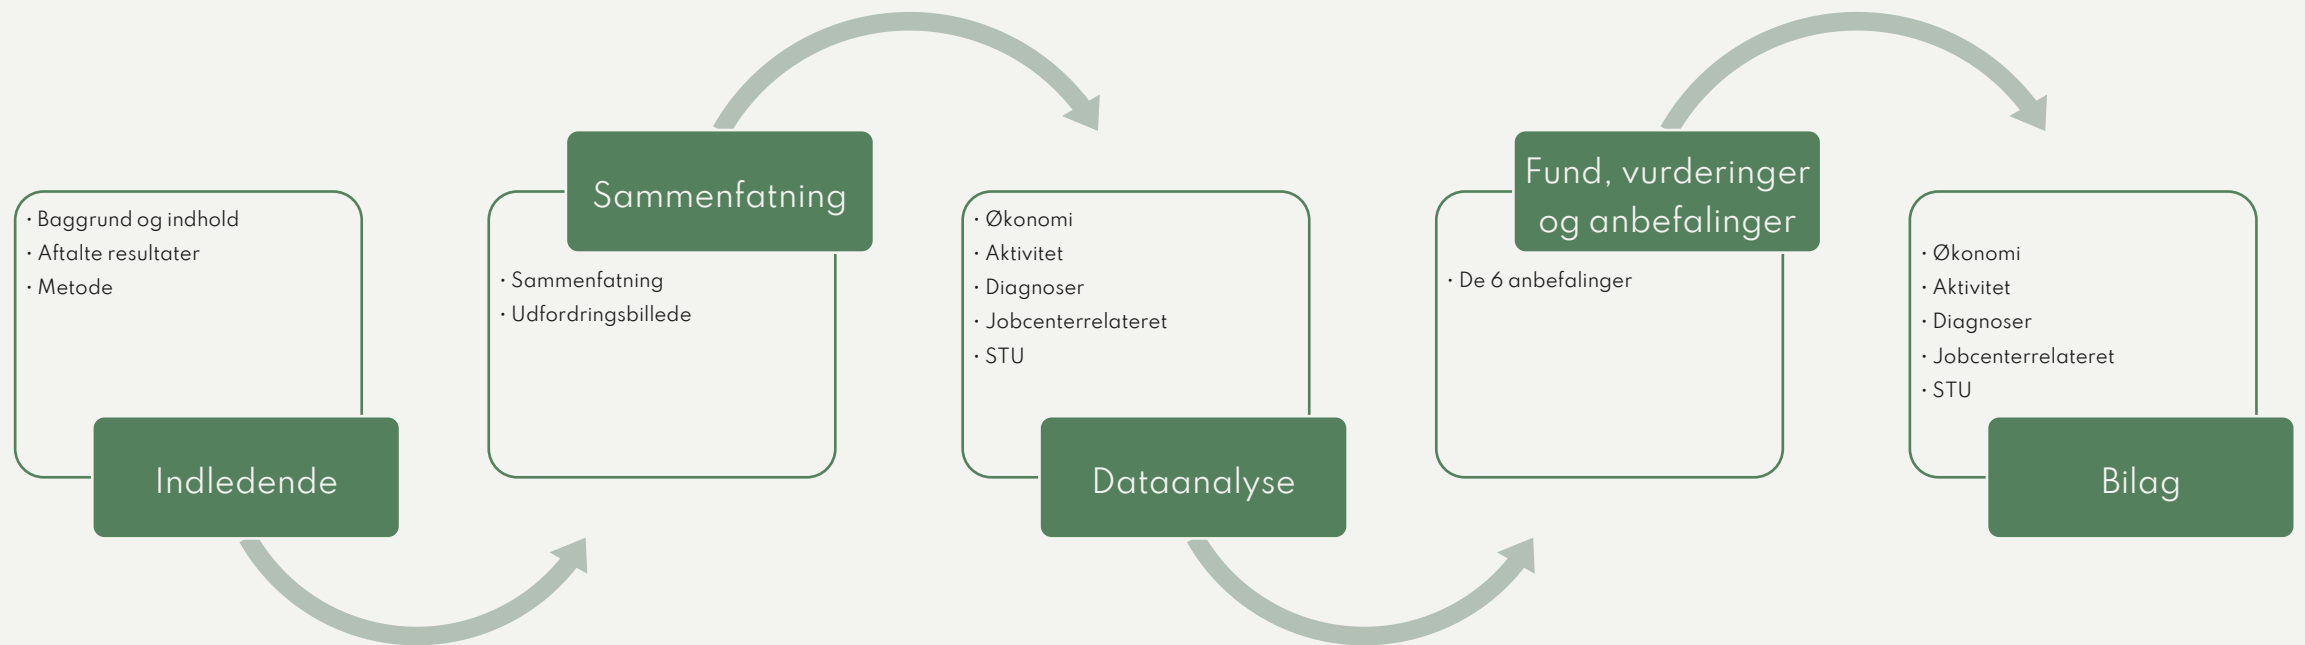 · Baggrund og indhold
· Aftalte resultater
· Metode
Indledende
Sammenfatning
· Sammenfatning
· Udfordringsbillede
· Økonomi
· Aktivitet
· Diagnoser
· Jobcenterrelateret
· STU
Dataanalyse
Fund, vurderinger
og anbefalinger
· De 6 anbefalinger
· Økonomi
· Aktivitet
· Diagnoser
· Jobcenterrelateret
· STU
Bilag